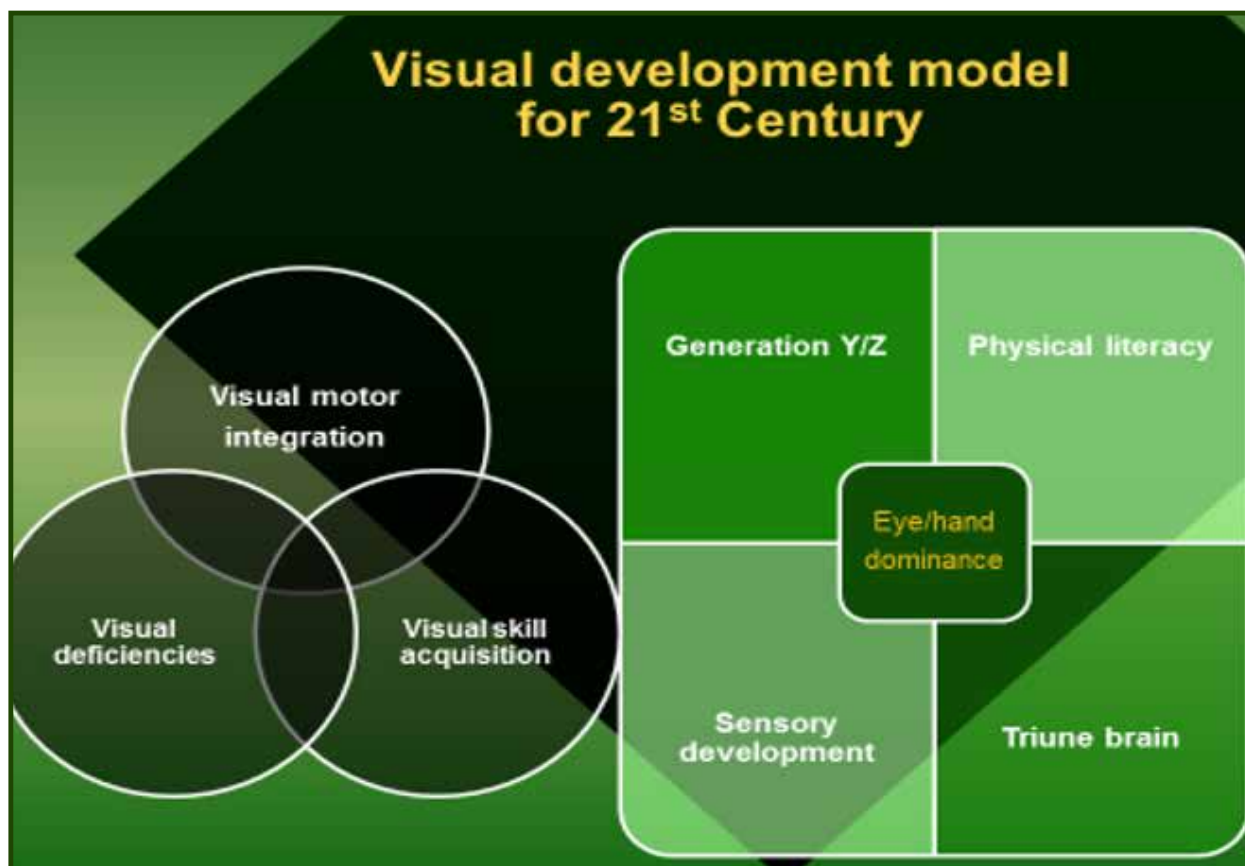 Visual development model
for 21st Century
Visual motor
integration
Visual
deficiencies
Visual skill
acquisition
Generation Y/Z
Physical literacy
Eye/hand
dominance
Sensory
development
Triune brain